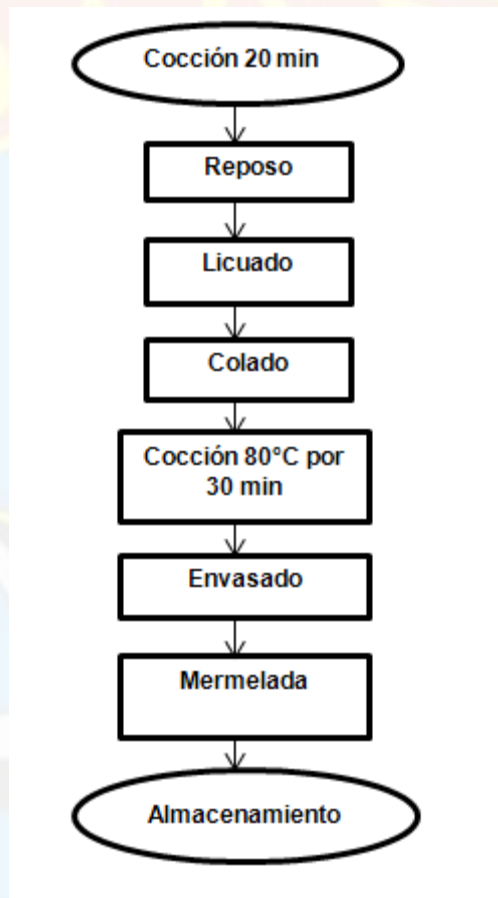 Cocción 20 min
Reposo
Licuado
Colado
Cocción 80°C por
30 min
Envasado
Mermelada
Almacenamiento